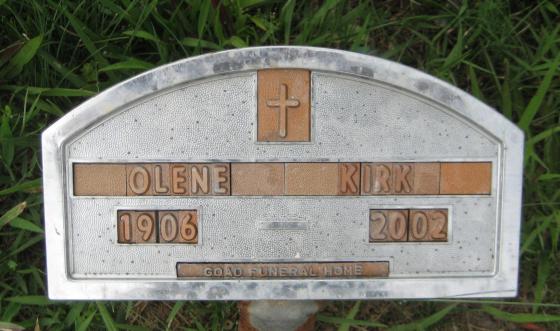 OLENE KIRK
1906 2002
GOAD FUNERAL HOME